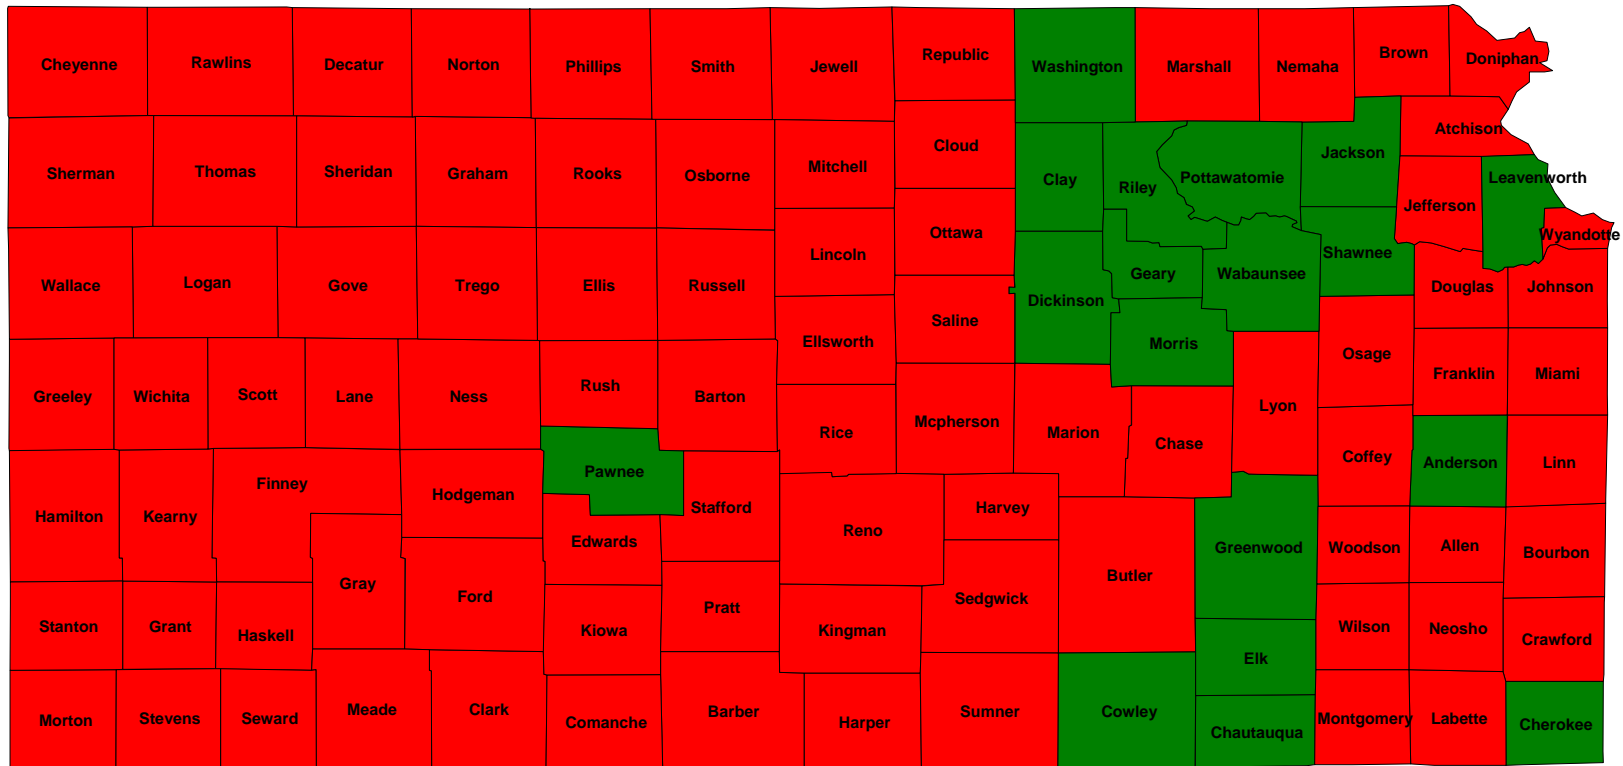 Cheyenne
Rawlins
Decatur
Norton
Phillips
Smith
Jewell
Republic
Washington
Marshall
Nemaha
Brown
Doniphan
Sherman
Thomas
Sheridan
Graham
Rooks
Osborne
Mitchell
Cloud
Clay
Riley
Pottawatomie
Jackson
Atchison
Jefferson
Leavenworth
Wyandotte
Wallace
Logan
Gove
Trego
Ellis
Russell
Lincoln
Ottawa
Saline
Dickinson
Geary
Wabaunsee
Shawnee
Douglas
Johnson
Greeley
Wichita
Scott
Lane
Ness
Rush
Barton
Ellsworth
Rice
Mcpherson
Marion
Morris
Chase
Lyon
Osage
Franklin
Miami
Hamilton
Kearny
Finney
Hodgeman
Pawnee
Stafford
Edwards
Reno
Harvey
Coffey
Anderson
Linn
Stanton
Grant
Haskell
Gray
Ford
Kiowa
Pratt
Kingman
Sedgwick
Butler
Greenwood
Woodson
Allen
Bourbon
Wilson
Neosho
Crawford
Morton
Stevens
Seward
Meade
Clark
Comanche
Barber
Harper
Sumner
Cowley
Elk
Chautauqua
Montgomery
Labette
Cherokee